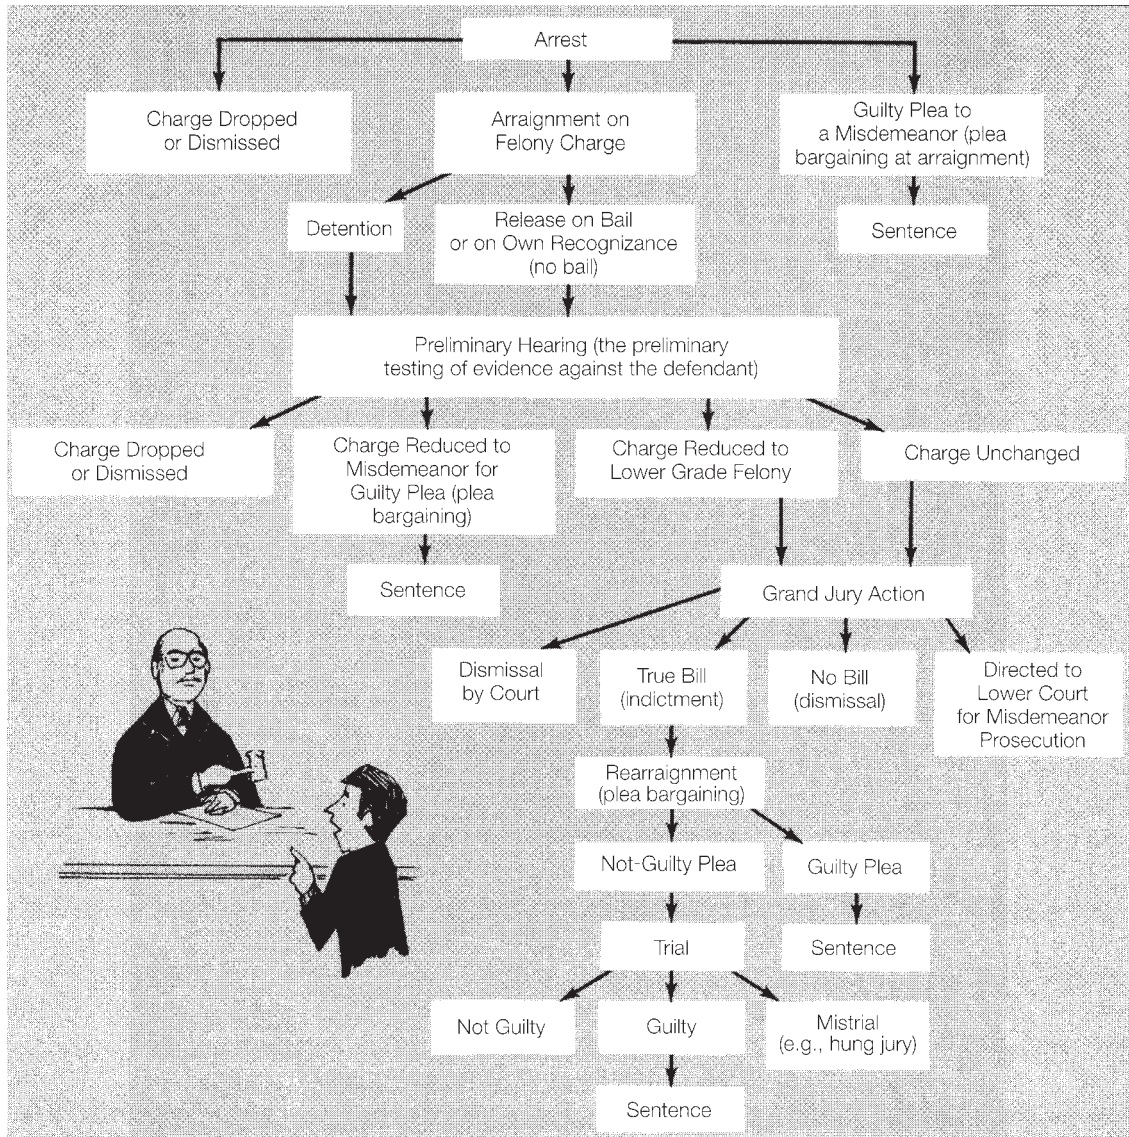 Arrest
Charge Dropped
or Dismissed
Arraignment on
Felony Charge
Guilty Plea to
a Misdemeanor (plea
bargaining at arraignment)
Detention
Release on Bail
or on Own Recognizance
(no bail)
Sentence
Preliminary Hearing (the preliminary
testing of evidence against the defendant)
Charge Dropped
or Dismissed
Charge Reduced to
Misdemeanor for
Guilty Plea (plea
bargaining)
Charge Reduced to
Lower Grade Felony
Charge Unchanged
Sentence
Grand Jury Action
Dismissal
by Court
True Bill
(indictment)
No Bill
(dismissal)
Directed to
Lower Court
for Misdemeanor
Prosecution
Rearraignment
(plea bargaining)
Not-Guilty Plea
Guilty Plea
Trial
Sentence
Not Guilty
Guilty
Mistrial
(e.g., hung jury)
Sentence